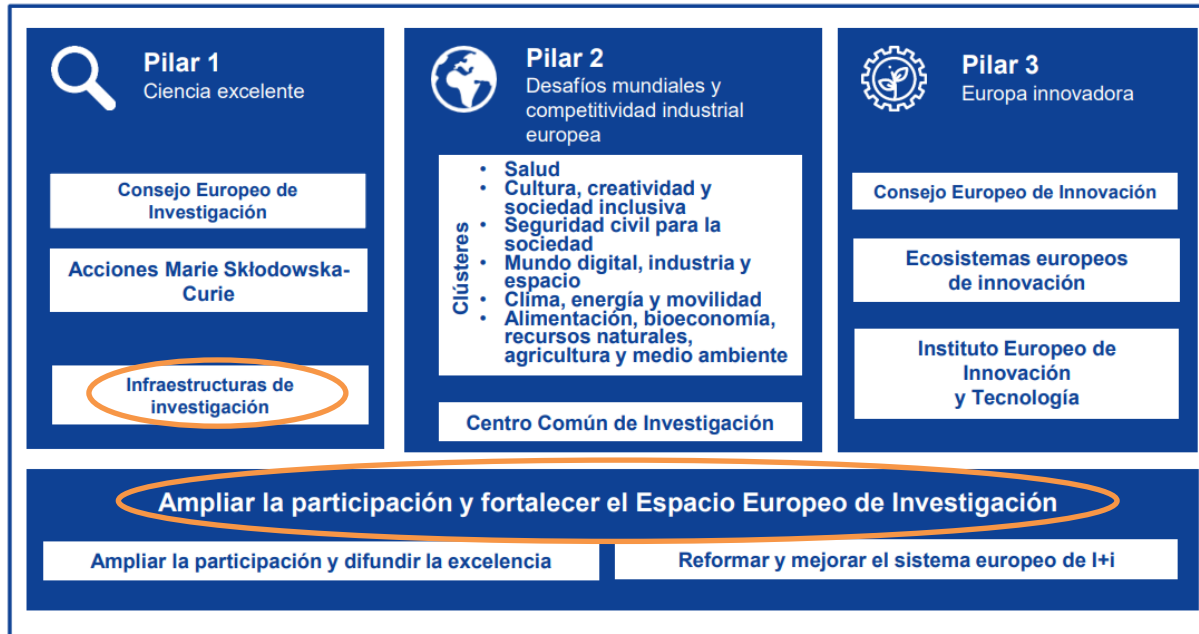 Pilar 1
Ciencia excelente
Consejo Europeo de
Investigación
Acciones Marie Skłodowska-
Curie
Infraestructuras de
investigación
Pilar 2
Desafíos mundiales y
competitividad industrial
europea
Clústeres
• Salud
• Cultura, creatividad y
sociedad inclusiva
• Seguridad civil para la
sociedad
• Mundo digital, industria y
espacio
• Clima, energía y movilidad
• Alimentación, bioeconomía,
recursos naturales,
agricultura y medio ambiente
Centro Común de Investigación
Pilar 3
Europa innovadora
Consejo Europeo de Innovación
Ecosistemas europeos
de innovación
Instituto Europeo de
Innovación
y Tecnología
Ampliar la participación y fortalecer el Espacio Europeo de Investigación
Ampliar la participación y difundir la excelencia
Reformar y mejorar el sistema europeo de I+i